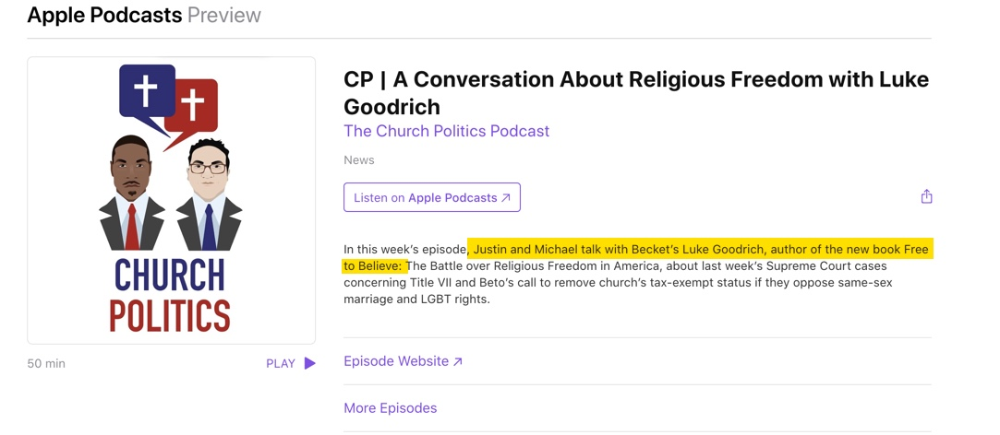 Apple Podcasts Preview
CP | A Conversation About Religious Freedom with Luke
Goodrich
The Church Politics Podcast
News
Listen on Apple Podcasts ↗
In this week’s episode, Justin and Michael talk with Becket’s Luke Goodrich, author of the new book Free
to Believe: The Battle over Religious Freedom in America, about last week’s Supreme Court cases
concerning Title VII and Beto’s call to remove church’s tax-exempt status if they oppose same-sex
marriage and LGBT rights.
CHURCH
POLITICS
50 min
PLAY
Episode Website ↗
More Episodes